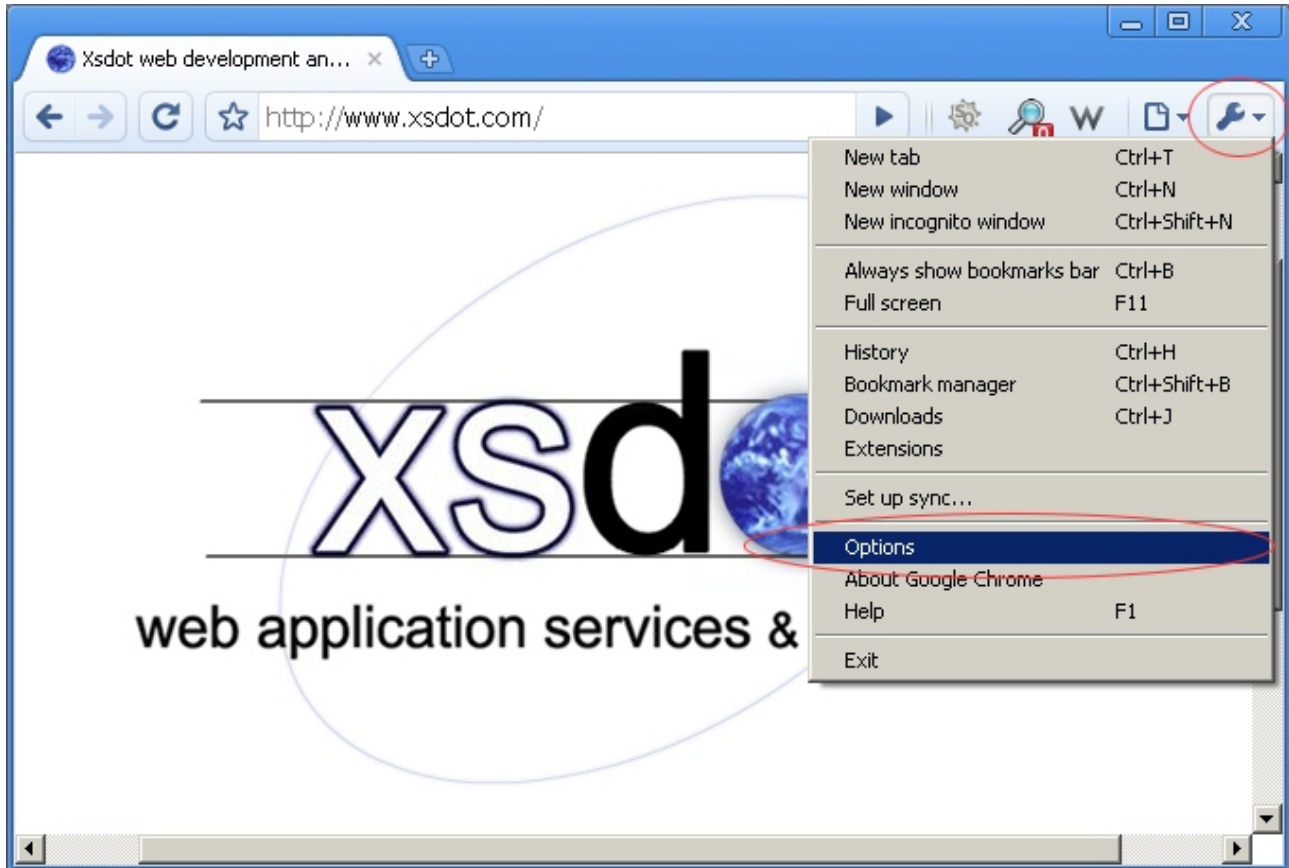 Xsdot web development an...
http://www.xsdot.com/
0
W
New tab Ctrl+T
New window Ctrl+N
New incognito window Ctrl+Shift+N
Always show bookmarks bar Ctrl+B
Full screen F11
History Ctrl+H
Bookmark manager Ctrl+Shift+B
Downloads Ctrl+J
Extensions
Set up sync...
Options
About Google Chrome
Help F1
Exit
xsd
web application services &